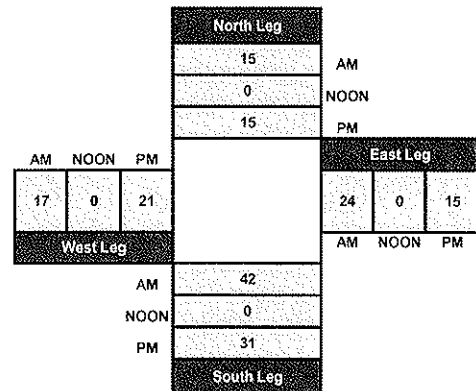 North Leg
15 AM
0 NOON
15 PM
AM NOON PM
East Leg
17 0 21
24 0 15
West Leg
AM NOON PM
AM 42
NOON 0
PM 31
South Leg